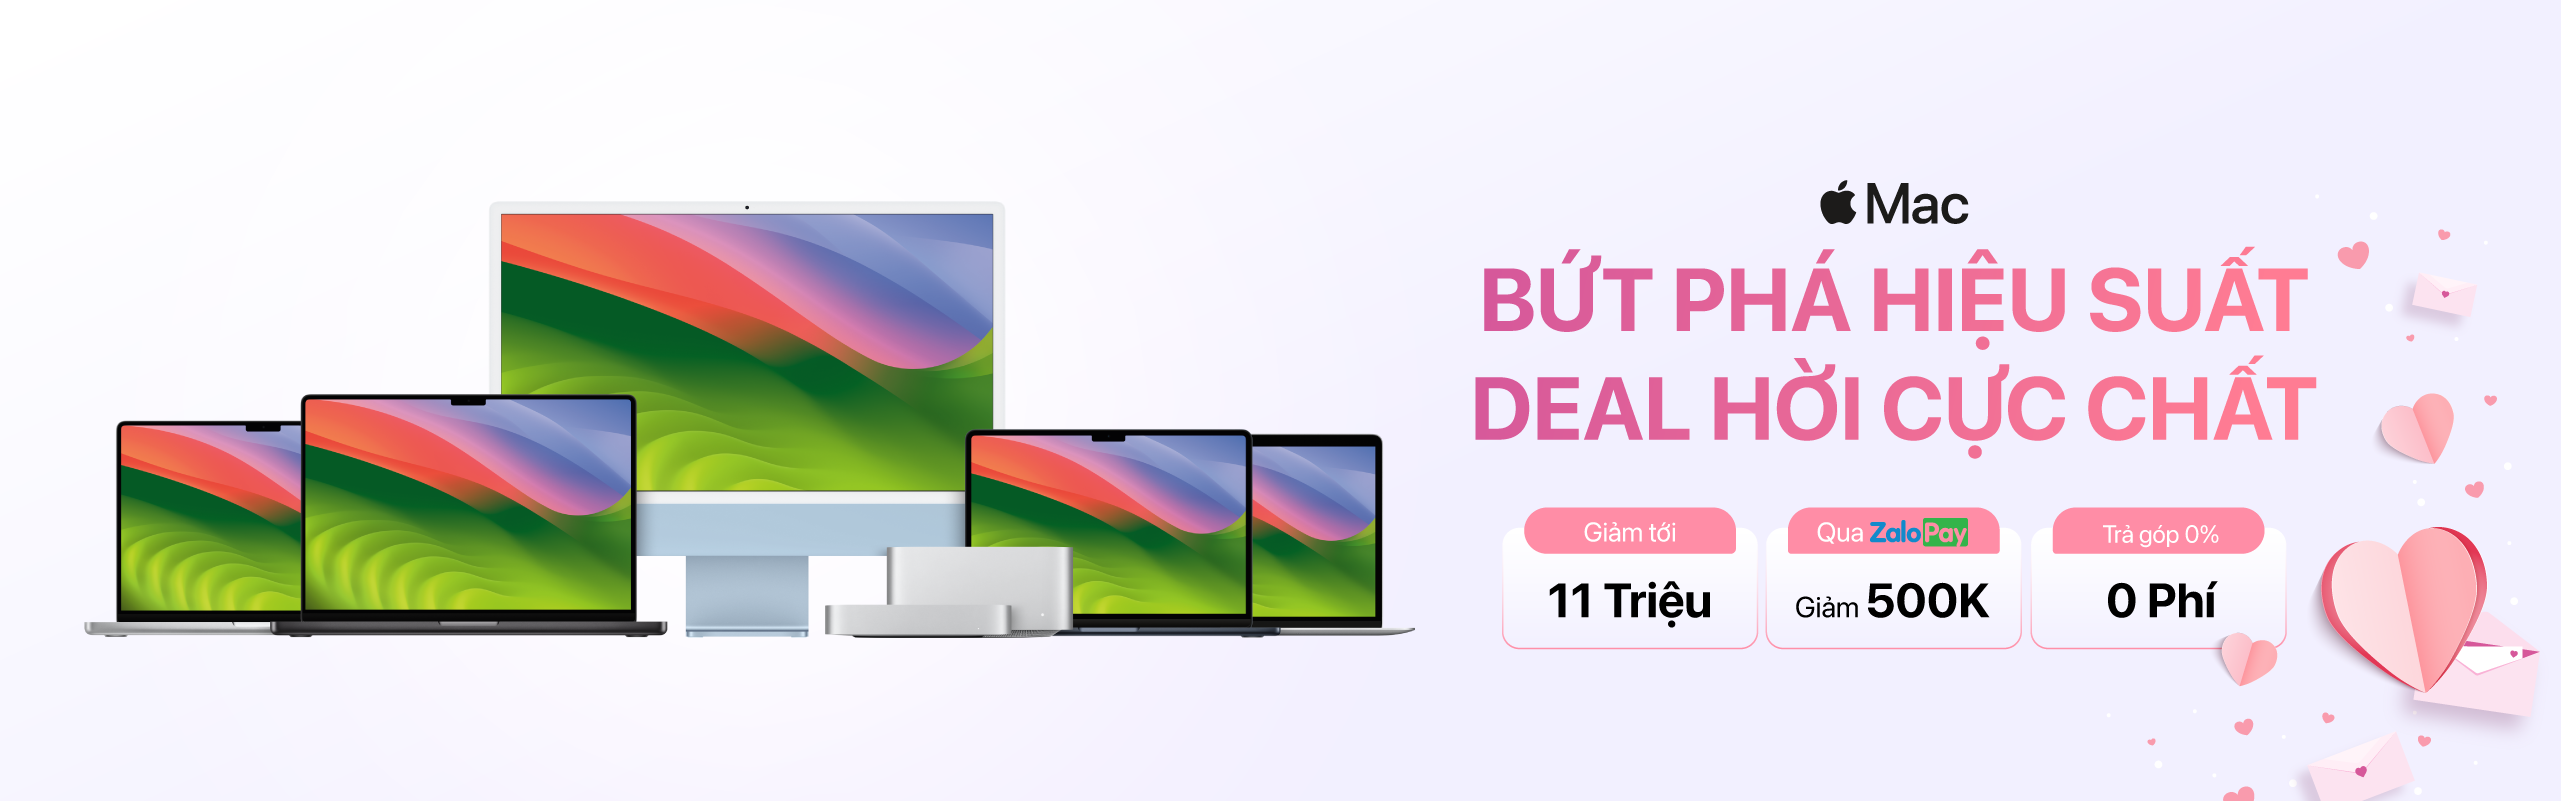 Mac
BỨT PHÁ HIỆU SUẤT
DEAL HỜI CỰC CHẤT
Giảm tới
11 Triệu
Qua ZaloPay
Giảm 500K
Trả góp 0%
0 Phí